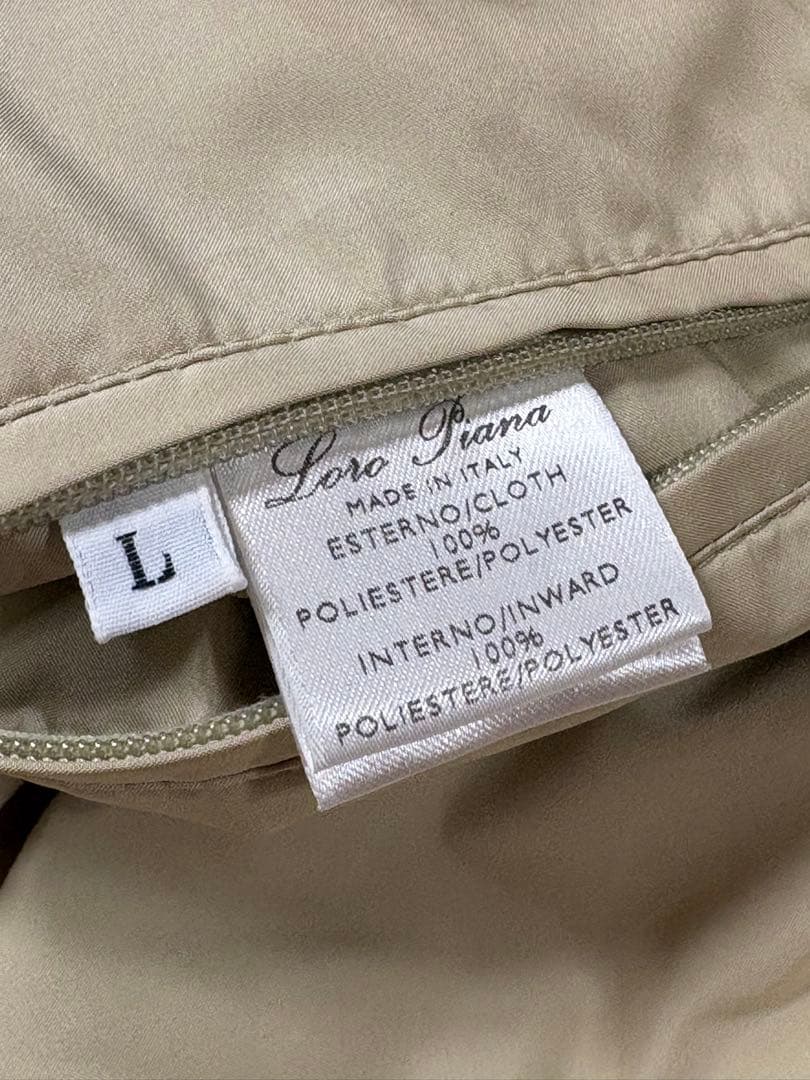 Loro Piana
MADE IN ITALY
ESTERNO/CLOTH
100%
POLIESTERE/POLYESTER
INTERNO/INWARD
100%
POLIESTERE/POLYESTER
L